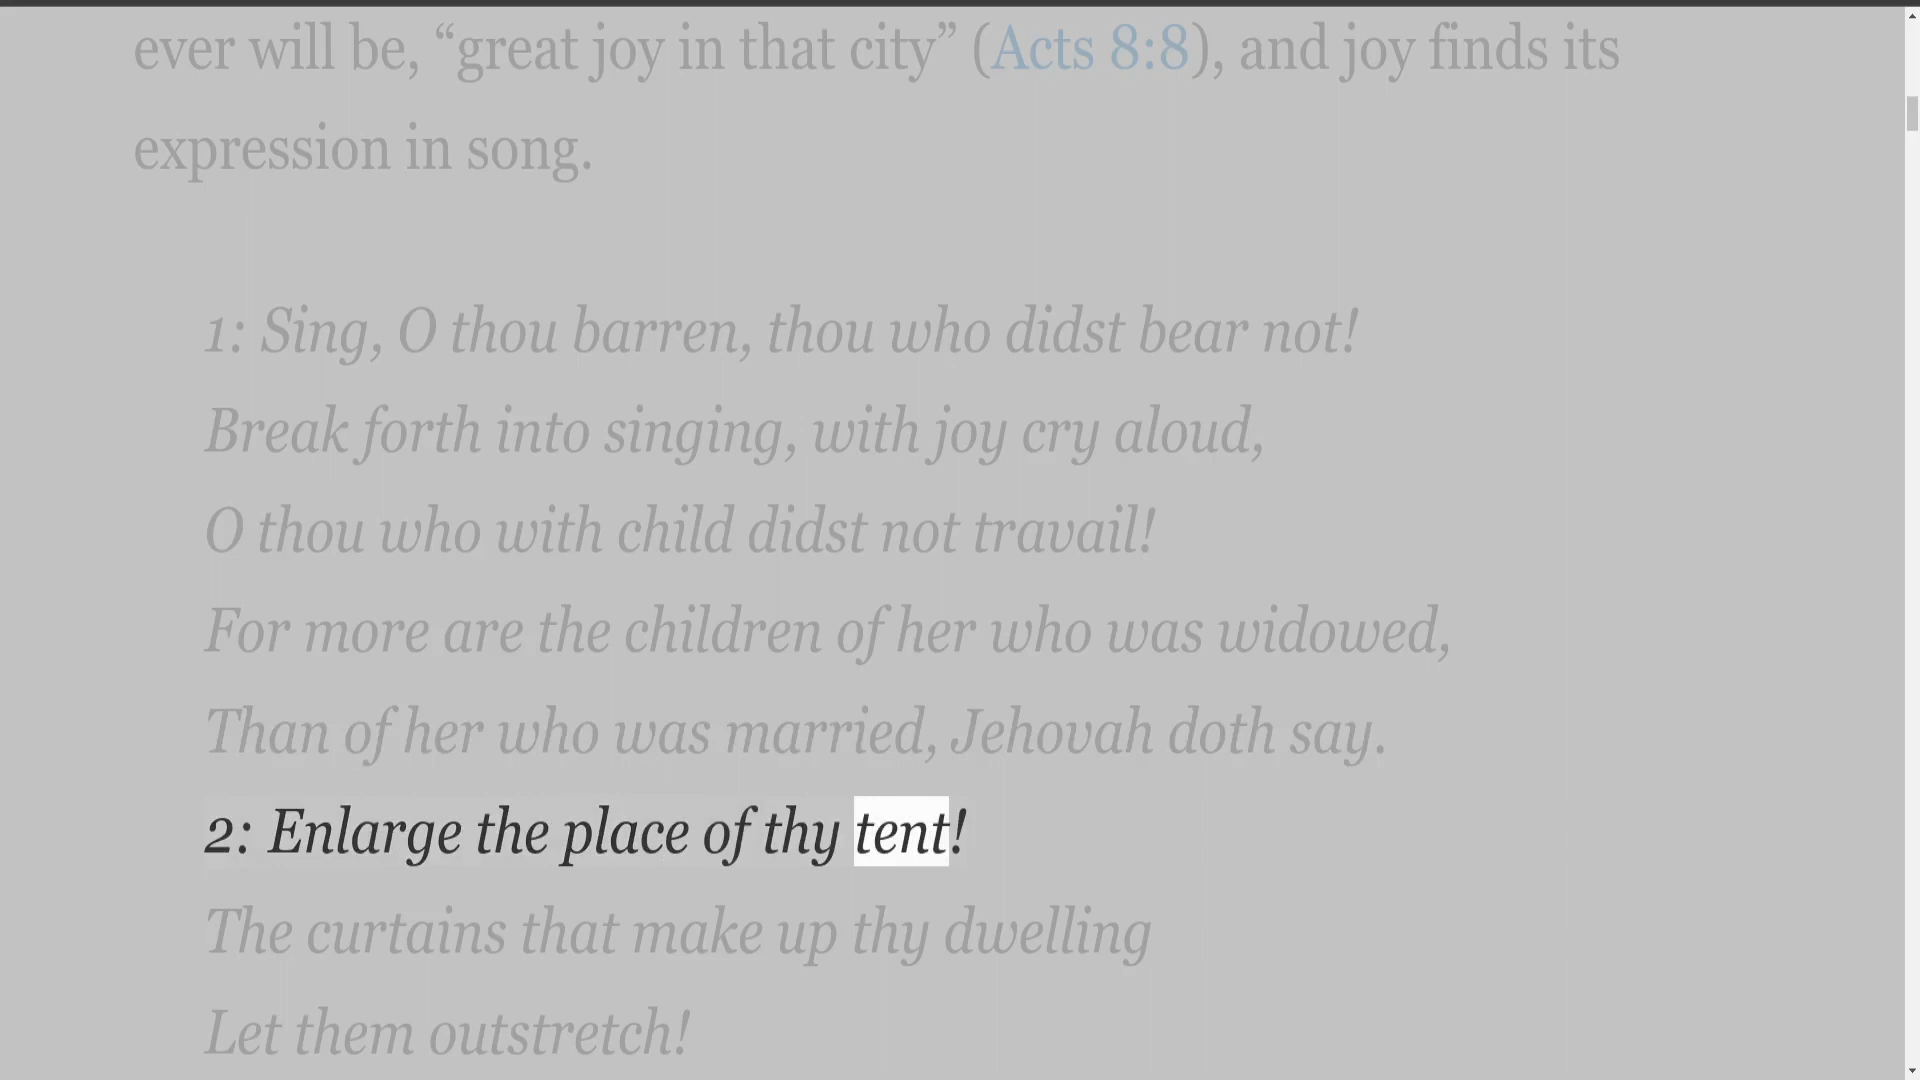 ever will be, “great joy in that city” (Acts 8:8), and joy finds its
expression in song.
1: Sing, O thou barren, thou who didst bear not!
Break forth into singing, with joy cry aloud,
O thou who with child didst not travail!
For more are the children of her who was widowed,
Than of her who was married, Jehovah doth say.
2: Enlarge the place of thy tent!
The curtains that make up thy dwelling
Let them outstretch!